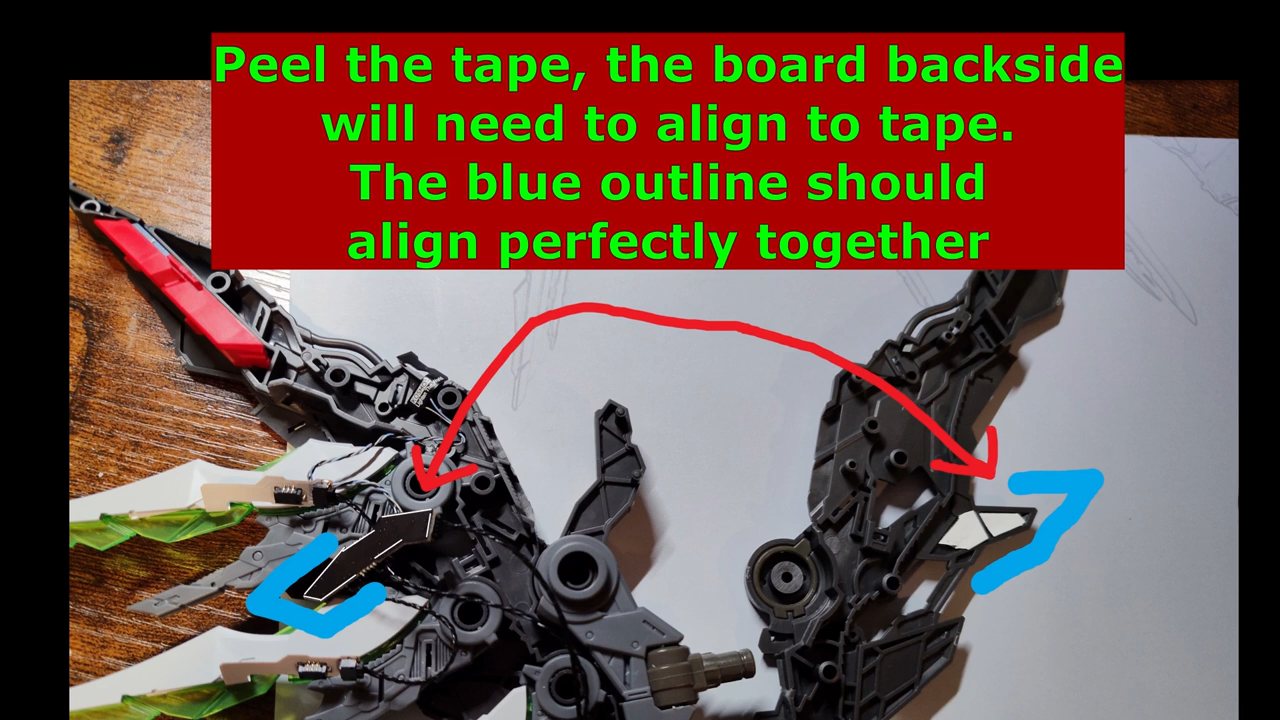 Peel the tape, the board backside
will need to align to tape.
The blue outline should
align perfectly together